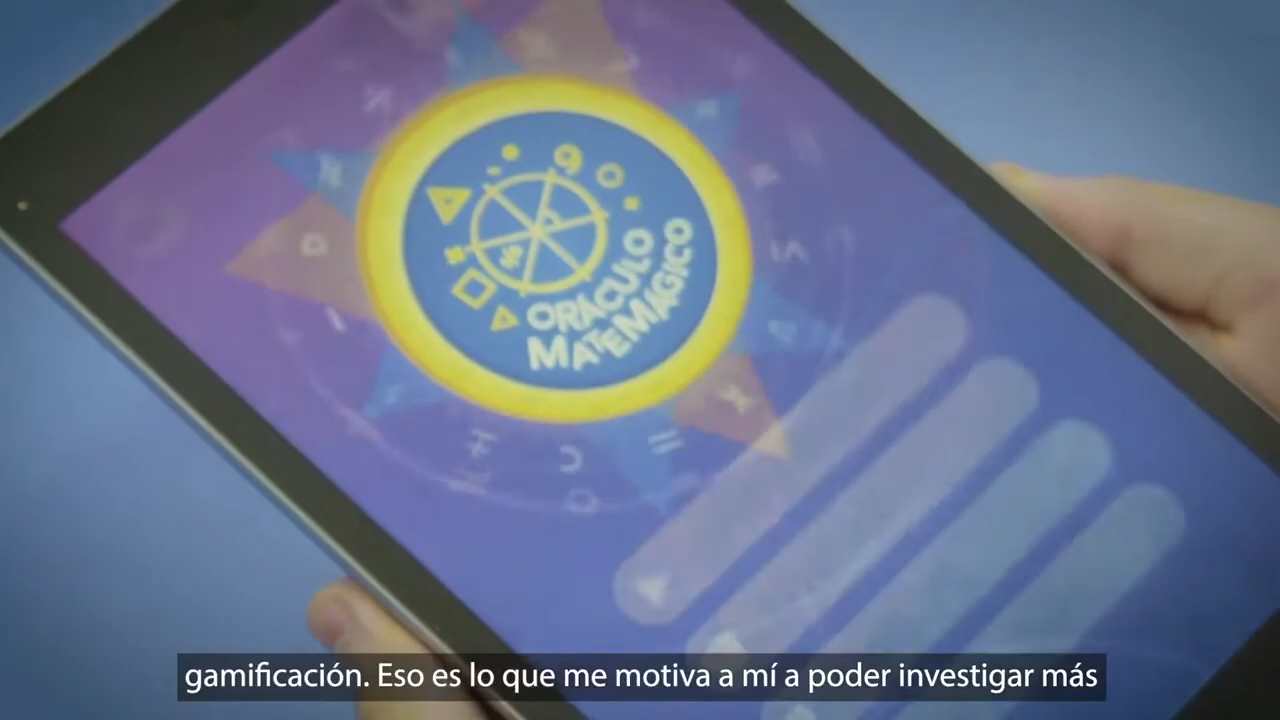 ORÁCULO
MATEMÁGICO
gamificación. Eso es lo que me motiva a mí a poder investigar más